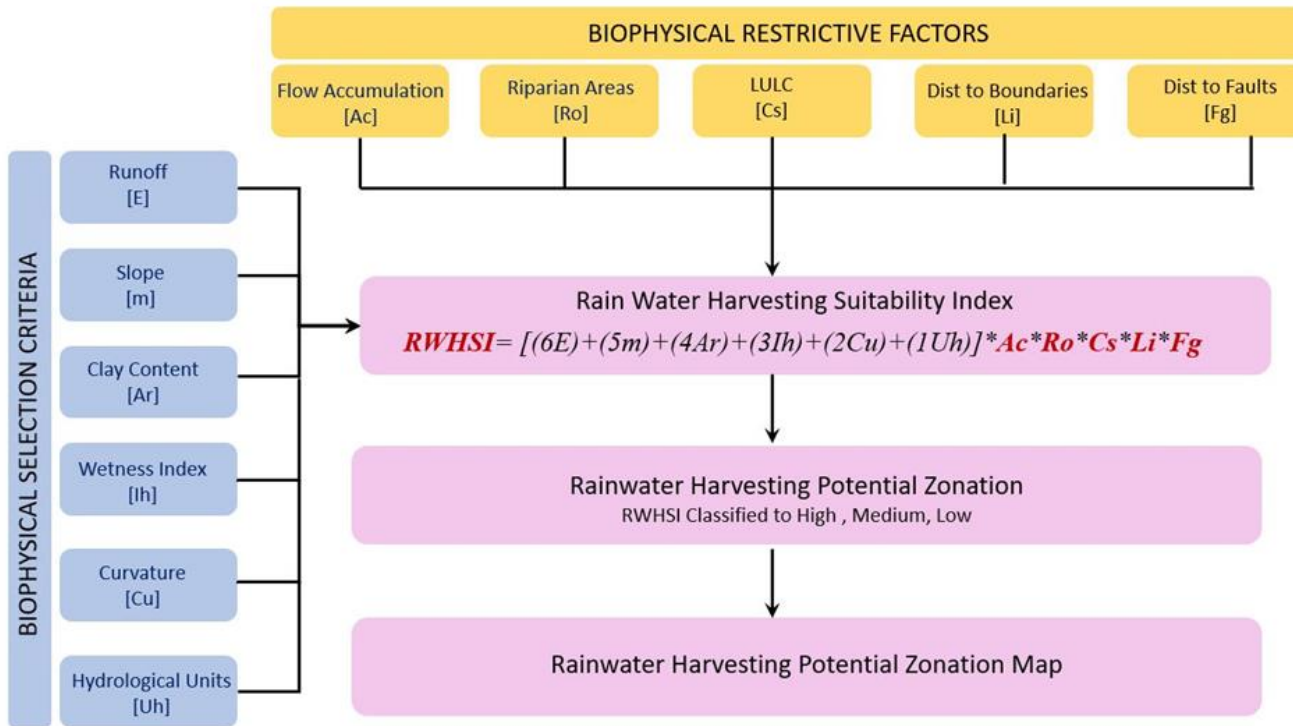 BIOPHYSICAL RESTRICTIVE FACTORS
Flow Accumulation
[Ac]
Riparian Areas
[Ro]
LULC
[Cs]
Dist to Boundaries
[Li]
Dist to Faults
[Fg]
BIOPHYSICAL SELECTION CRITERIA
Runoff
[E]
Slope
[m]
Clay Content
[Ar]
Wetness Index
[Ih]
Curvature
[Cu]
Hydrological Units
[Uh]
Rain Water Harvesting Suitability Index
RWHSI= [(6E)+(5m)+(4Ar)+(3Ih)+(2Cu)+(1Uh)]*Ac*Ro*Cs*Li*Fg
Rainwater Harvesting Potential Zonation
RWHSI Classified to High , Medium, Low
Rainwater Harvesting Potential Zonation Map